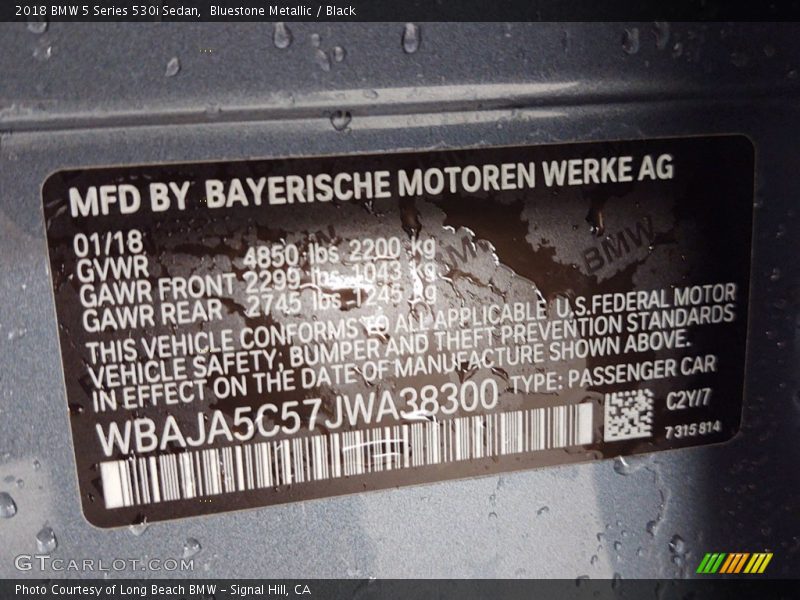 2018 BMW 5 Series 530i Sedan, Bluestone Metallic / Black
MFD BY BAYERISCHE MOTOREN WERKE AG
01/18
GVWR 4850 lbs 2200 kg
GAWR FRONT 2299 lbs 1043 kg
GAWR REAR 2745 lbs 1245 kg
BMW
THIS VEHICLE CONFORMS TO ALL APPLICABLE U.S.FEDERAL MOTOR
VEHICLE SAFETY, BUMPER AND THEFT PREVENTION STANDARDS
IN EFFECT ON THE DATE OF MANUFACTURE SHOWN ABOVE.
WBAJA5C57JWA38300 TYPE: PASSENGER CAR
C2Y/7
7315814
GTCARLOT.COM
Photo Courtesy of Long Beach BMW – Signal Hill, CA